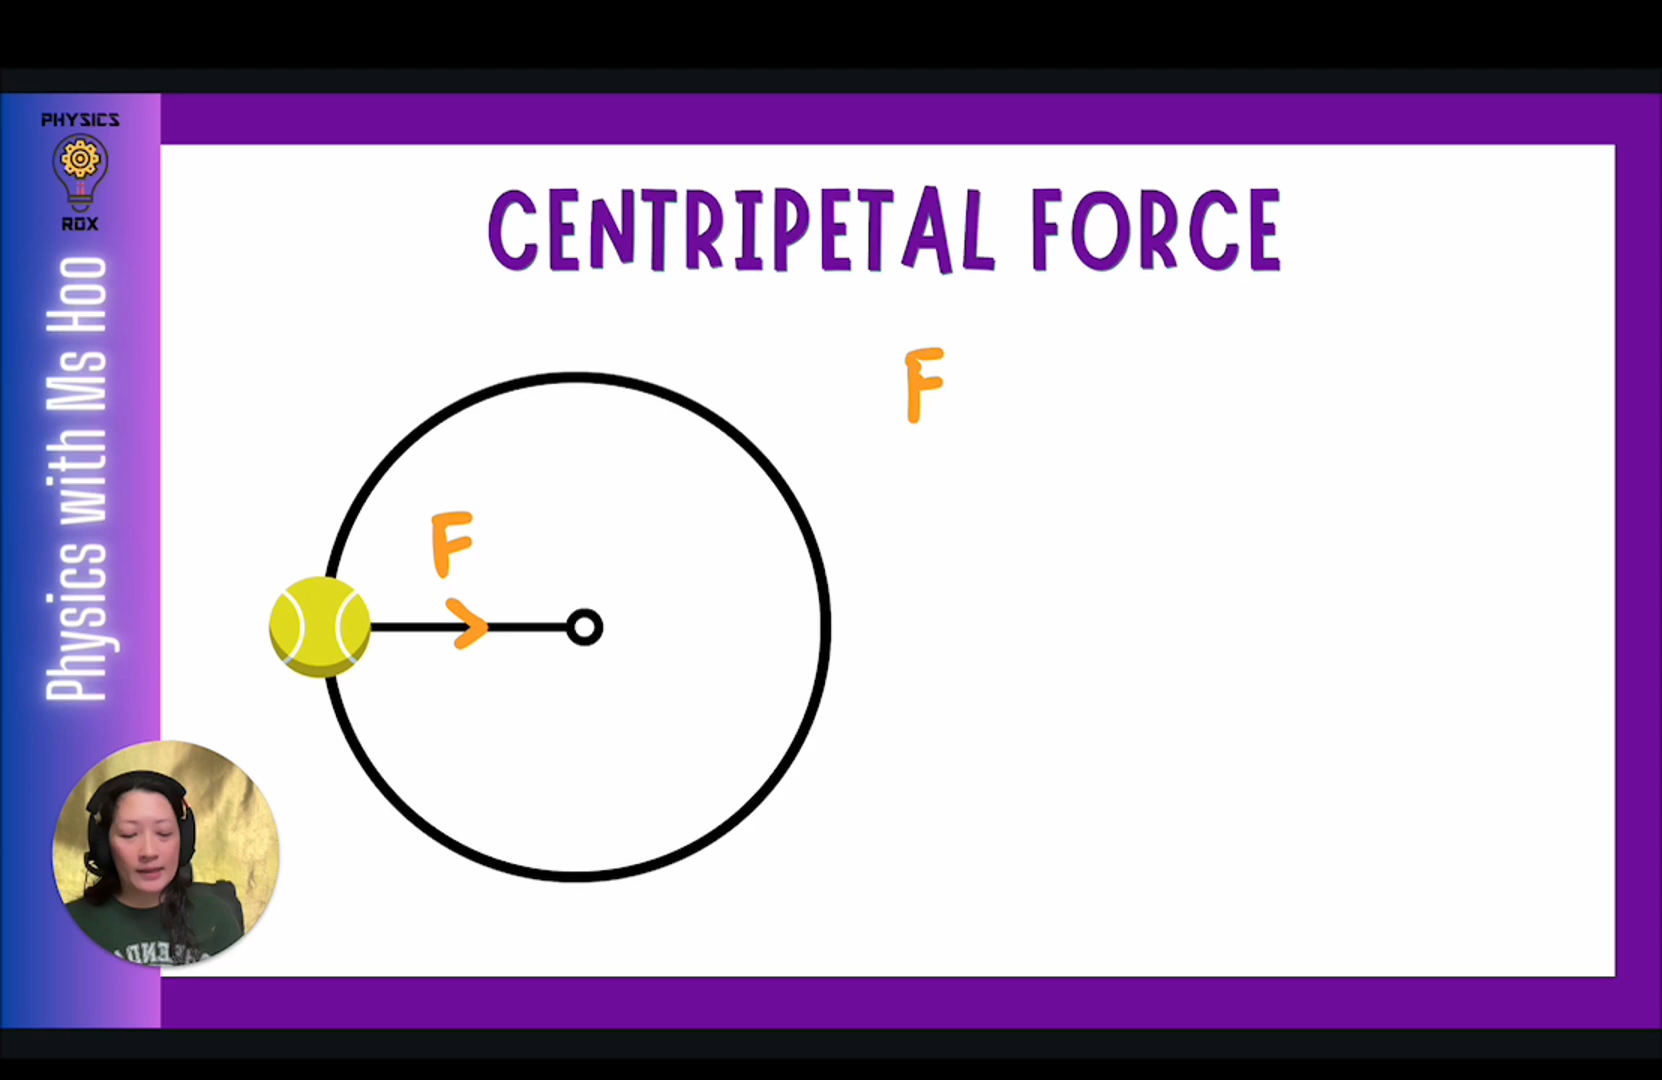 PHYSICS
ROX
Physics with Ms Hoo
CENTRIPETAL FORCE
F
F